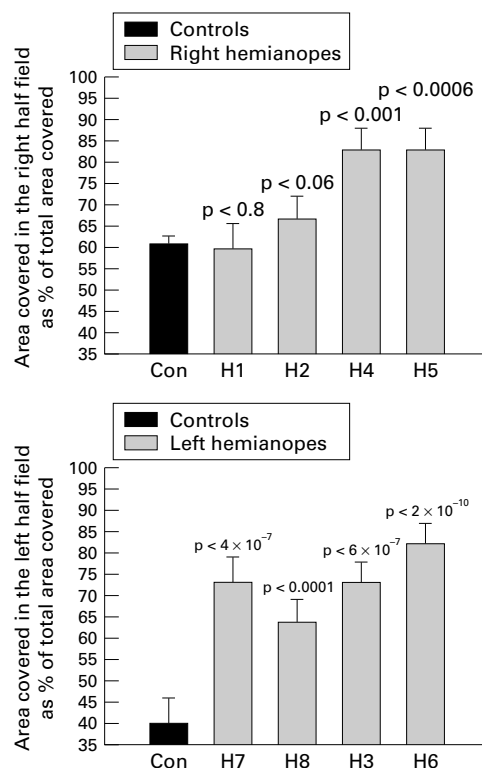 Controls
Right hemianopes
Area covered in the right half field
as % of total area covered
100
95
90
85
80
75
70
65
60
55
50
45
40
35
p < 0.8
p < 0.06
p < 0.001
p < 0.0006
Con H1 H2 H4 H5
Controls
Left hemianopes
Area covered in the left half field
as % of total area covered
100
95
90
85
80
75
70
65
60
55
50
45
40
35
p < 4 × 10⁻⁷
p < 0.0001
p < 6 × 10⁻⁷
p < 2 × 10⁻¹⁰
Con H7 H8 H3 H6